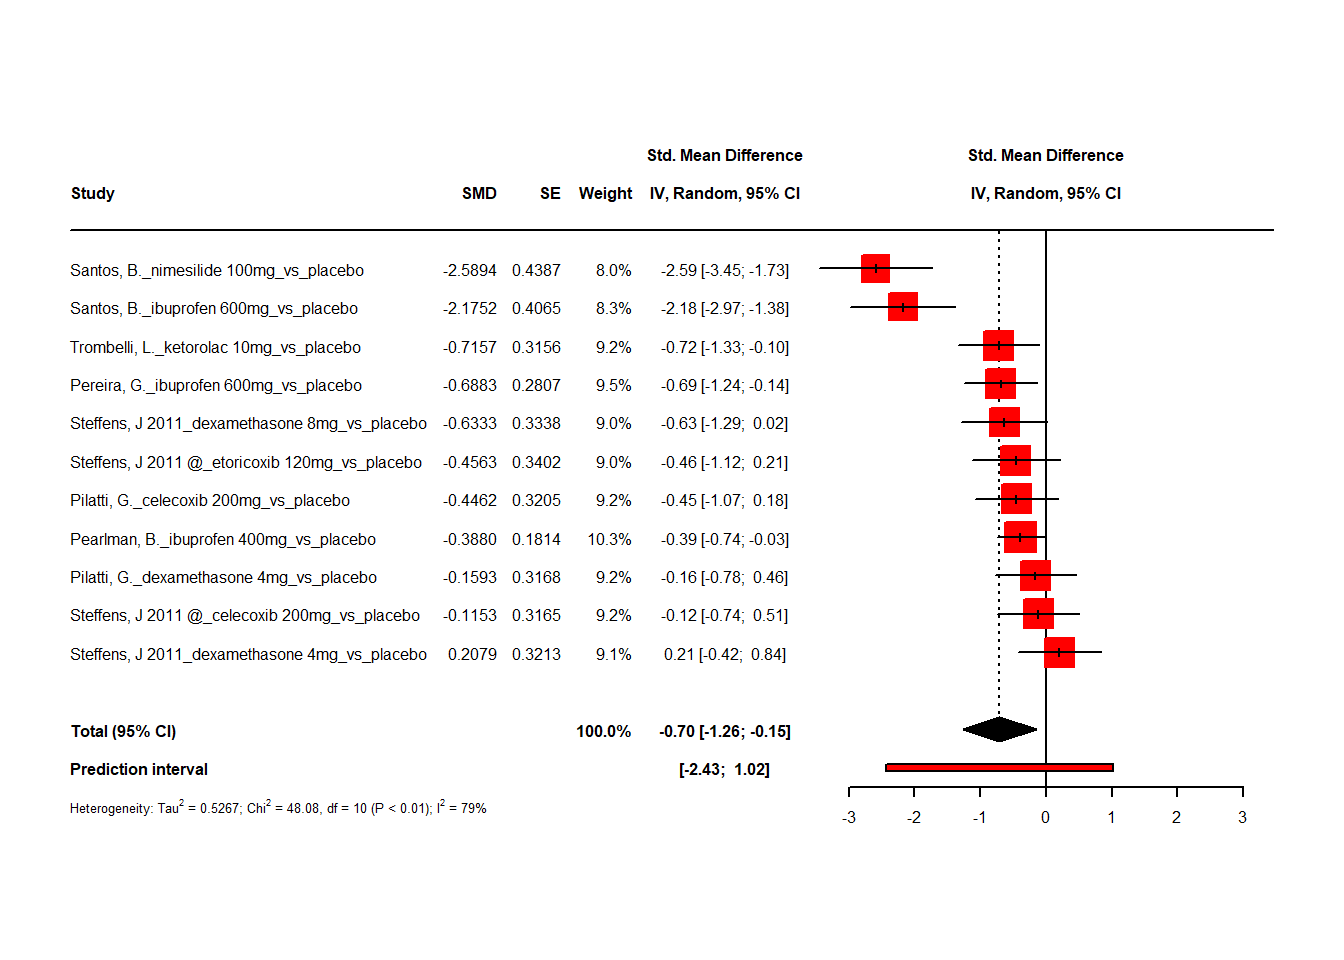 Std. Mean Difference Std. Mean Difference
Study SMD SE Weight IV, Random, 95% CI IV, Random, 95% CI
Santos, B._nimesilide 100mg_vs_placebo -2.5894 0.4387 8.0% -2.59 [-3.45; -1.73]
Santos, B._ibuprofen 600mg_vs_placebo -2.1752 0.4065 8.3% -2.18 [-2.97; -1.38]
Trombelli, L._ketorolac 10mg_vs_placebo -0.7157 0.3156 9.2% -0.72 [-1.33; -0.10]
Pereira, G._ibuprofen 600mg_vs_placebo -0.6883 0.2807 9.5% -0.69 [-1.24; -0.14]
Steffens, J 2011_dexamethasone 8mg_vs_placebo -0.6333 0.3338 9.0% -0.63 [-1.29; 0.02]
Steffens, J 2011 @_etoricoxib 120mg_vs_placebo -0.4563 0.3402 9.0% -0.46 [-1.12; 0.21]
Pilatti, G._celecoxib 200mg_vs_placebo -0.4462 0.3205 9.2% -0.45 [-1.07; 0.18]
Pearlman, B._ibuprofen 400mg_vs_placebo -0.3880 0.1814 10.3% -0.39 [-0.74; -0.03]
Pilatti, G._dexamethasone 4mg_vs_placebo -0.1593 0.3168 9.2% -0.16 [-0.78; 0.46]
Steffens, J 2011 @_celecoxib 200mg_vs_placebo -0.1153 0.3165 9.2% -0.12 [-0.74; 0.51]
Steffens, J 2011_dexamethasone 4mg_vs_placebo 0.2079 0.3213 9.1% 0.21 [-0.42; 0.84]
Total (95% CI) 100.0% -0.70 [-1.26; -0.15]
Prediction interval [-2.43; 1.02]
Heterogeneity: Tau² = 0.5267; Chi² = 48.08, df = 10 (P < 0.01); I² = 79%
-3 -2 -1 0 1 2 3